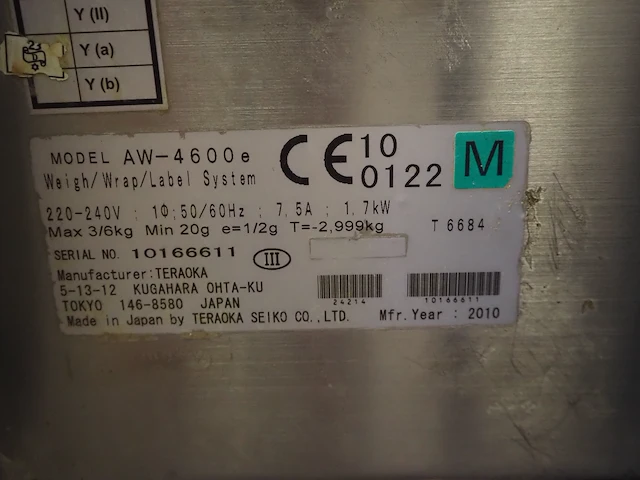 Y (II)
Y (a)
Y (b)
MODEL AW-4600e
Weigh/Wrap/Label System
CE 10
0122
M
220-240V ; 1Φ;50/60Hz ; 7,5A ; 1,7kW
Max 3/6kg Min 20g e=1/2g T=-2,999kg
T 6684
SERIAL NO. 10166611
III
Manufacturer:TERAOKA
5-13-12 KUGAHARA OHTA-KU
TOKYO 146-8580 JAPAN
24214
10166611
Made in Japan by TERAOKA SEIKO CO.,LTD.
Mfr.Year : 2010